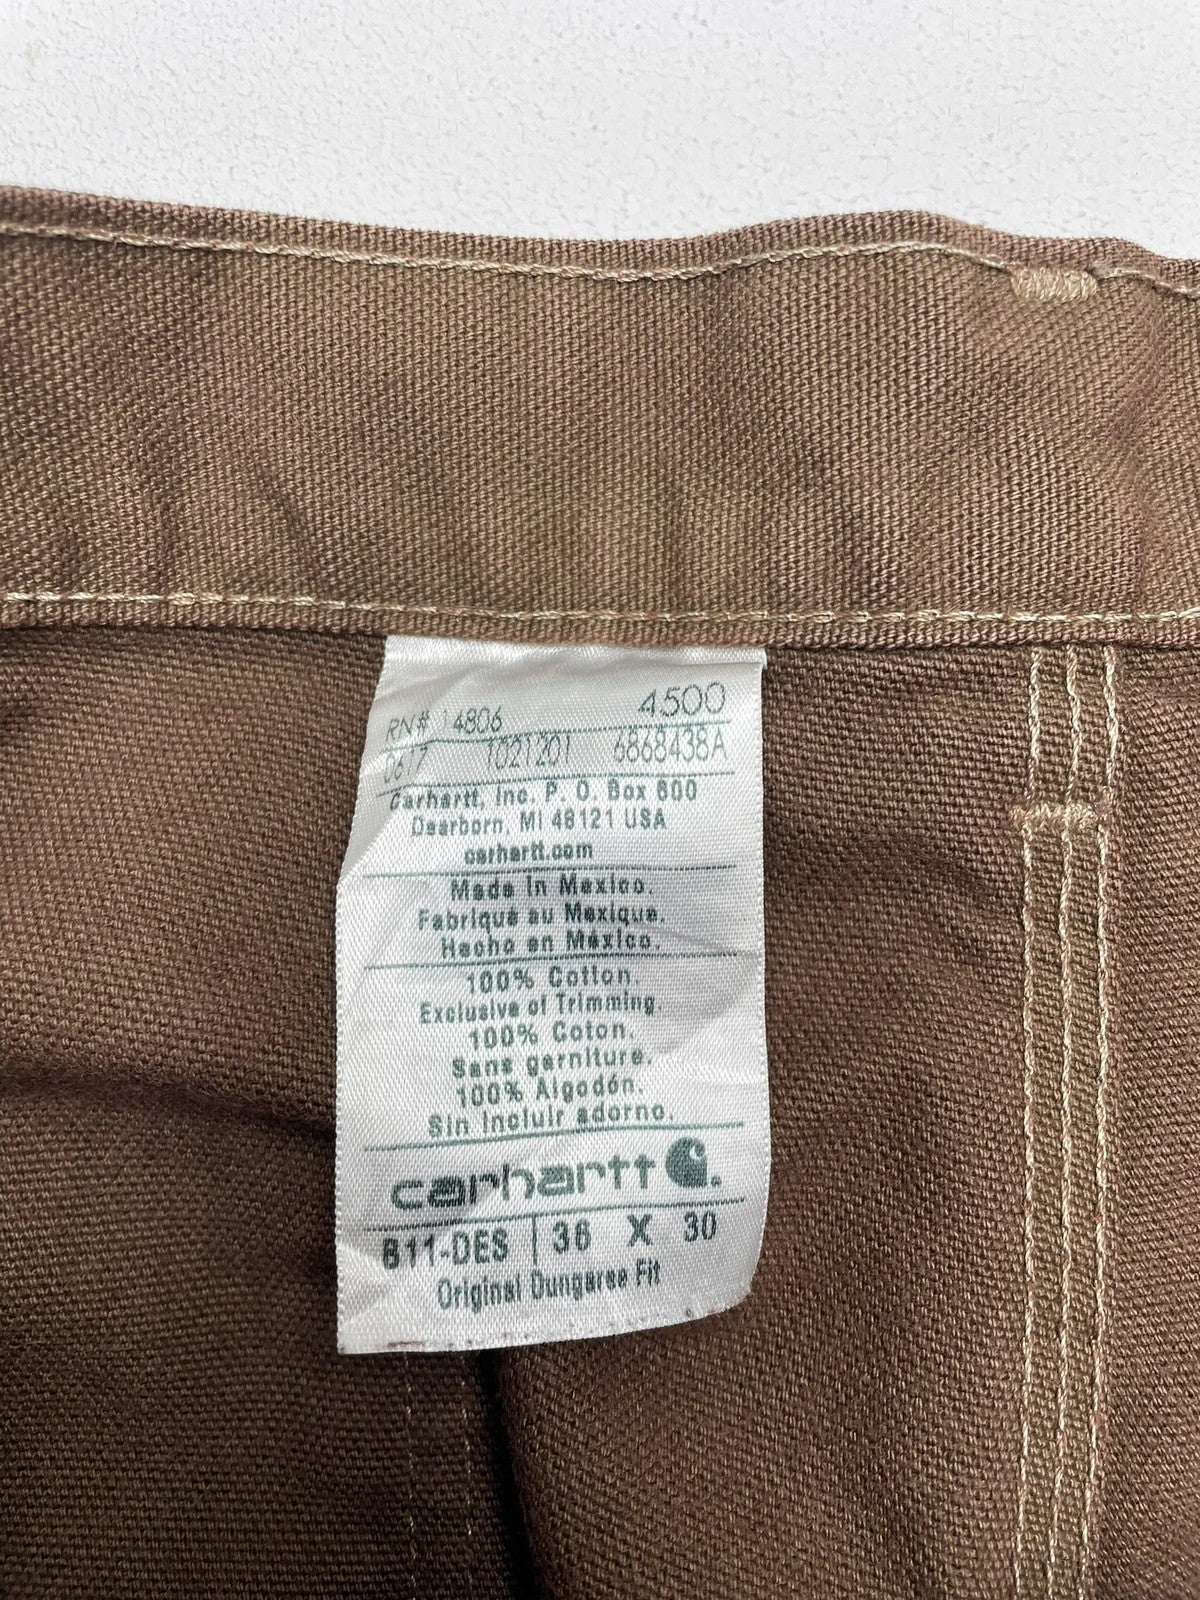 RN# 14806 4500
0617 1021201 6868438A
Carhartt, Inc. P. O. Box 600
Dearborn, MI 48121 USA
carhartt.com
Made in Mexico.
Fabriqué au Mexique.
Hecho en México.
100% Cotton.
Exclusive of Trimming.
100% Coton.
Sans garniture.
100% Algodón.
Sin Incluir adorno.
carhartt
B11-DES | 36 X 30
Original Dungaree Fit